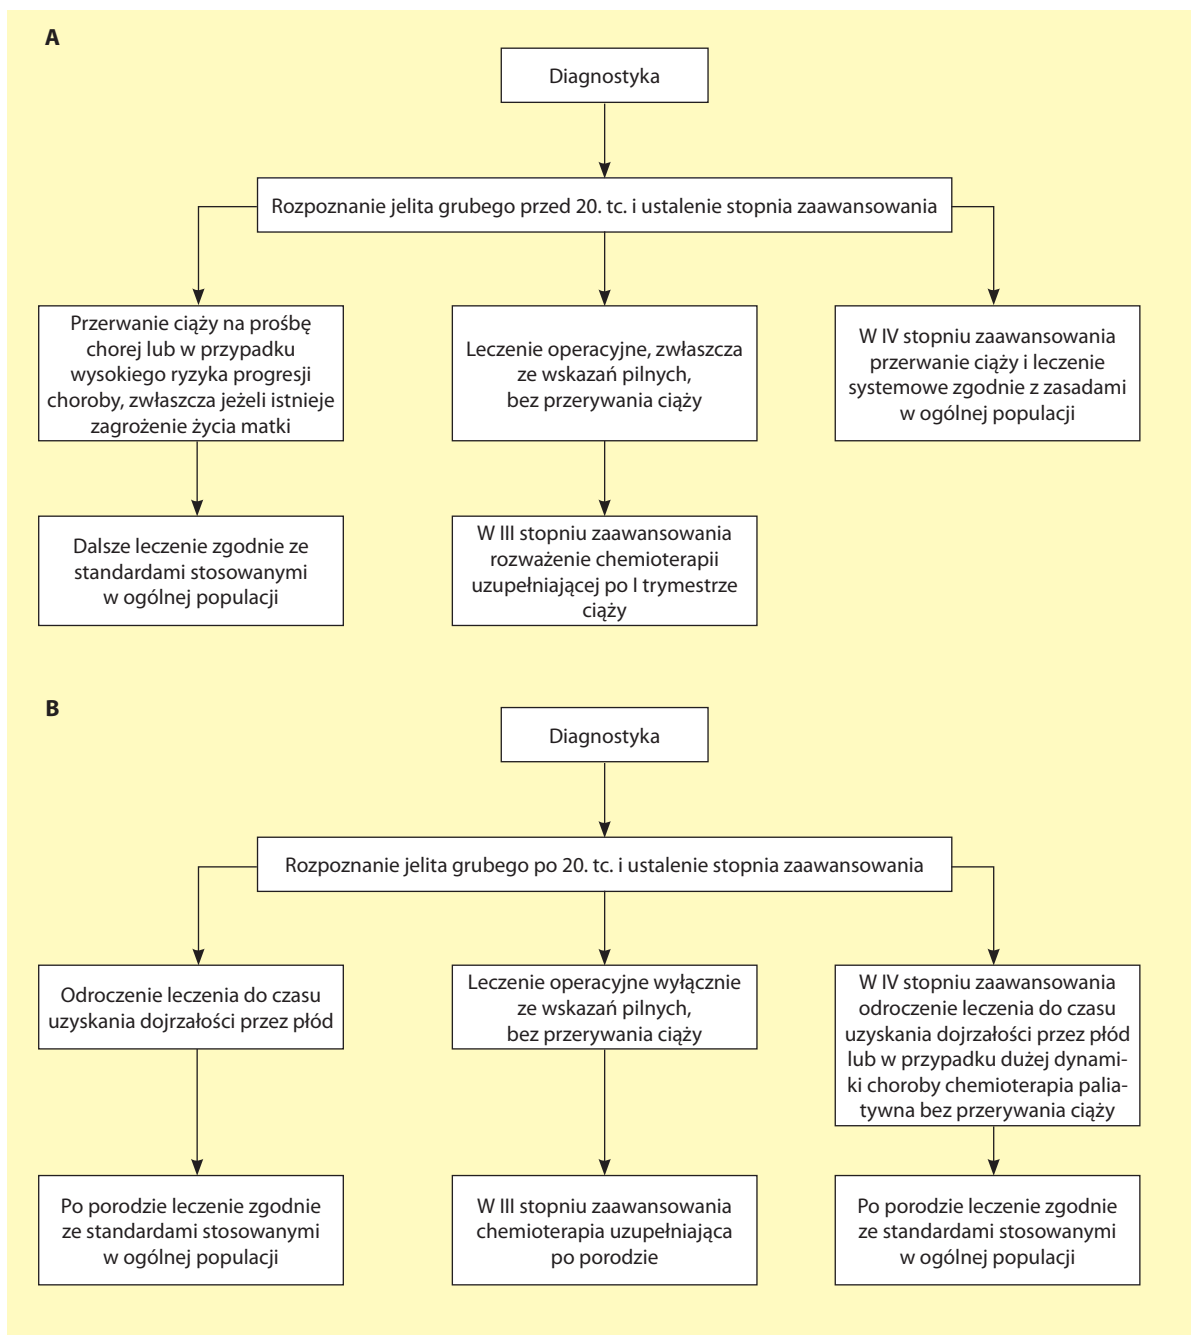 A
Diagnostyka
Rozpoznanie jelita grubego przed 20. tc. i ustalenie stopnia zaawansowania
Przerwanie ciąży na prośbę
chorej lub w przypadku
wysokiego ryzyka progresji
choroby, zwłaszcza jeżeli istnieje
zagrożenie życia matki
Leczenie operacyjne, zwłaszcza
ze wskazań pilnych,
bez przerywania ciąży
W IV stopniu zaawansowania
przerwanie ciąży i leczenie
systemowe zgodnie z zasadami
w ogólnej populacji
Dalsze leczenie zgodnie ze
standardami stosowanymi
w ogólnej populacji
W III stopniu zaawansowania
rozważenie chemioterapii
uzupełniającej po I trymestrze
ciąży
B
Diagnostyka
Rozpoznanie jelita grubego po 20. tc. i ustalenie stopnia zaawansowania
Odroczenie leczenia do czasu
uzyskania dojrzałości przez płód
Leczenie operacyjne wyłącznie
ze wskazań pilnych,
bez przerywania ciąży
W IV stopniu zaawansowania
odroczenie leczenia do czasu
uzyskania dojrzałości przez płód
lub w przypadku dużej dynami-
ki choroby chemioterapia palia-
tywna bez przerywania ciąży
Po porodzie leczenie zgodnie
ze standardami stosowanymi
w ogólnej populacji
W III stopniu zaawansowania
chemioterapia uzupełniająca
po porodzie
Po porodzie leczenie zgodnie
ze standardami stosowanymi
w ogólnej populacji